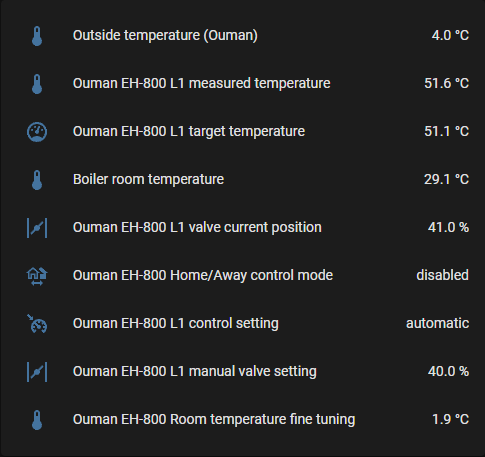 Outside temperature (Ouman) 4.0 °C
Ouman EH-800 L1 measured temperature 51.6 °C
Ouman EH-800 L1 target temperature 51.1 °C
Boiler room temperature 29.1 °C
Ouman EH-800 L1 valve current position 41.0 %
Ouman EH-800 Home/Away control mode disabled
Ouman EH-800 L1 control setting automatic
Ouman EH-800 L1 manual valve setting 40.0 %
Ouman EH-800 Room temperature fine tuning 1.9 °C